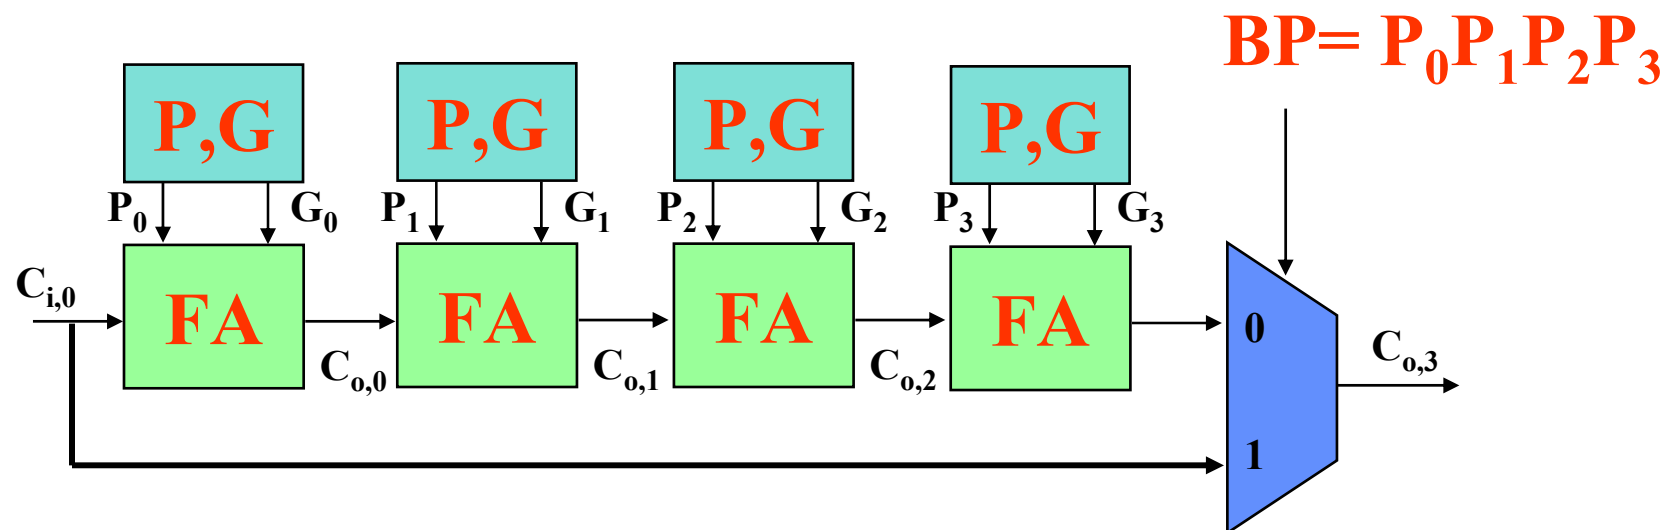 BP= P₀P₁P₂P₃
P,G P,G P,G P,G
P₀ G₀ P₁ G₁ P₂ G₂ P₃ G₃
Cᵢ,₀ FA FA FA FA 0
Cₒ,₀ Cₒ,₁ Cₒ,₂ Cₒ,₃
1